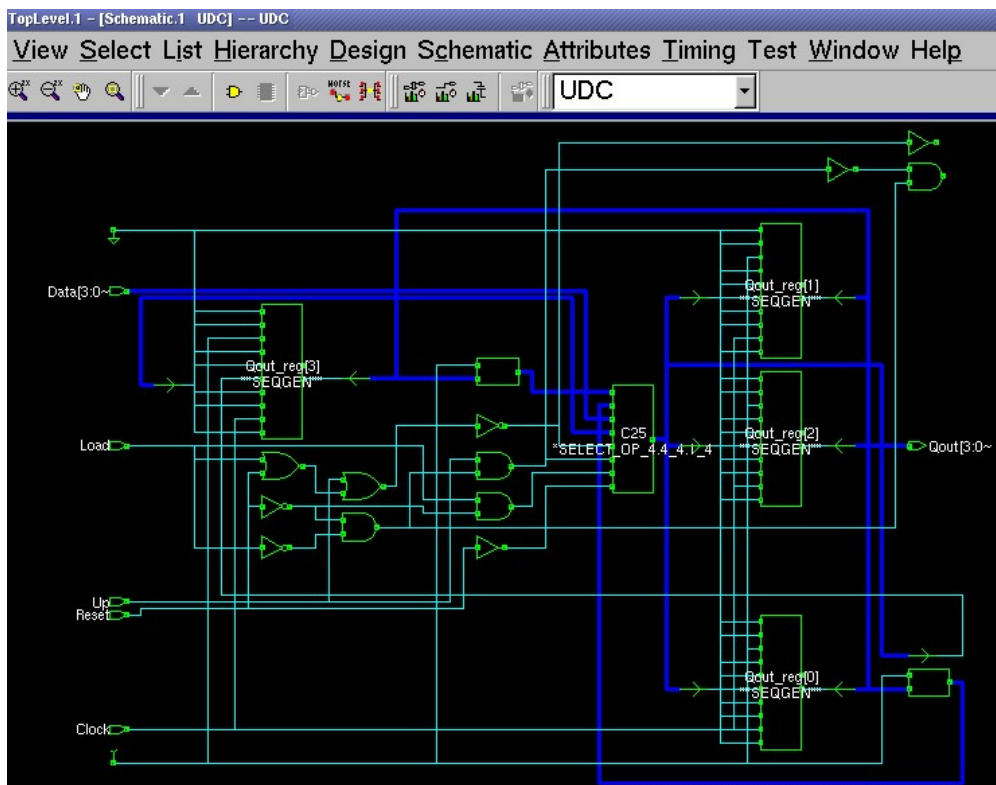 TopLevel.1 - [Schematic.1 UDC] -- UDC
View Select List Hierarchy Design Schematic Attributes Timing Test Window Help
UDC
Data[3:0~
Qout_reg[1]
*SEQGEN*
Qout_reg[3]
*SEQGEN*
Load
C25
*SELECT_OP_4.4_4.1_4
Qout_reg[2]
*SEQGEN*
Qout[3:0~
Up
Reset
Qout_reg[0]
*SEQGEN*
Clock